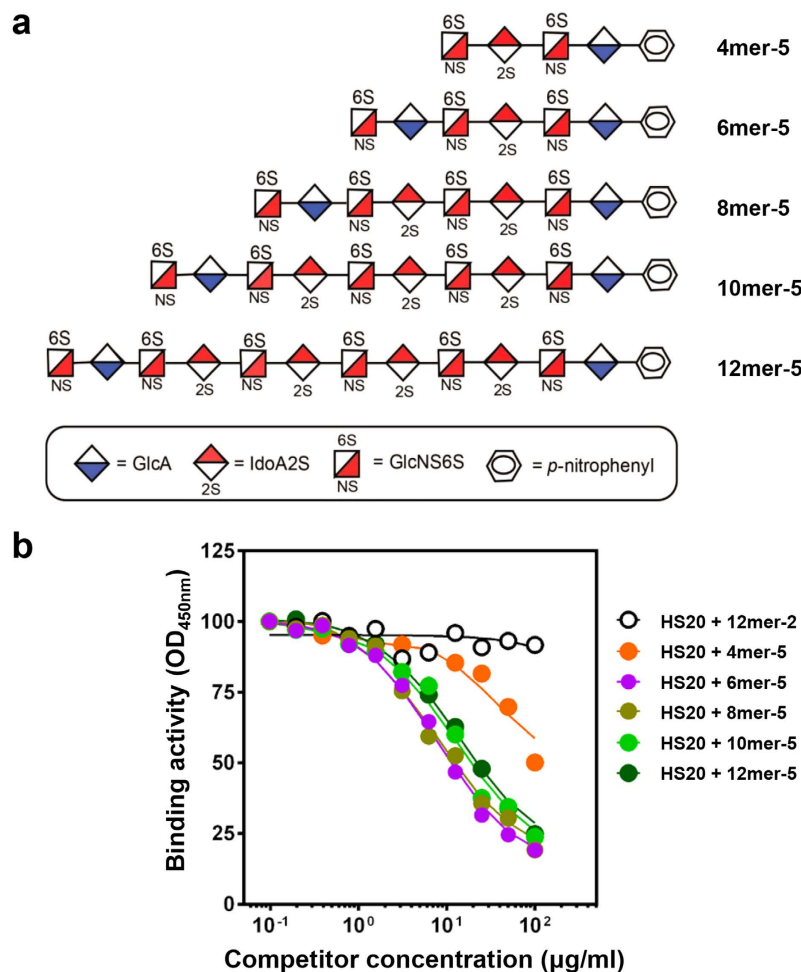 a
6S 6S
NS 2S NS
4mer-5
6S 6S 6S
NS NS 2S NS
6mer-5
6S 6S 6S 6S
NS NS 2S NS 2S NS
8mer-5
6S 6S 6S 6S 6S
NS NS 2S NS 2S NS 2S NS
10mer-5
6S 6S 6S 6S 6S 6S
NS NS 2S NS 2S NS 2S NS 2S NS
12mer-5
= GlcA
2S = IdoA2S
6S NS = GlcNS6S
= p-nitrophenyl
b
Binding activity (OD450nm)
125
100
75
50
25
0
10-1 100 101 102
Competitor concentration (μg/ml)
HS20 + 12mer-2
HS20 + 4mer-5
HS20 + 6mer-5
HS20 + 8mer-5
HS20 + 10mer-5
HS20 + 12mer-5